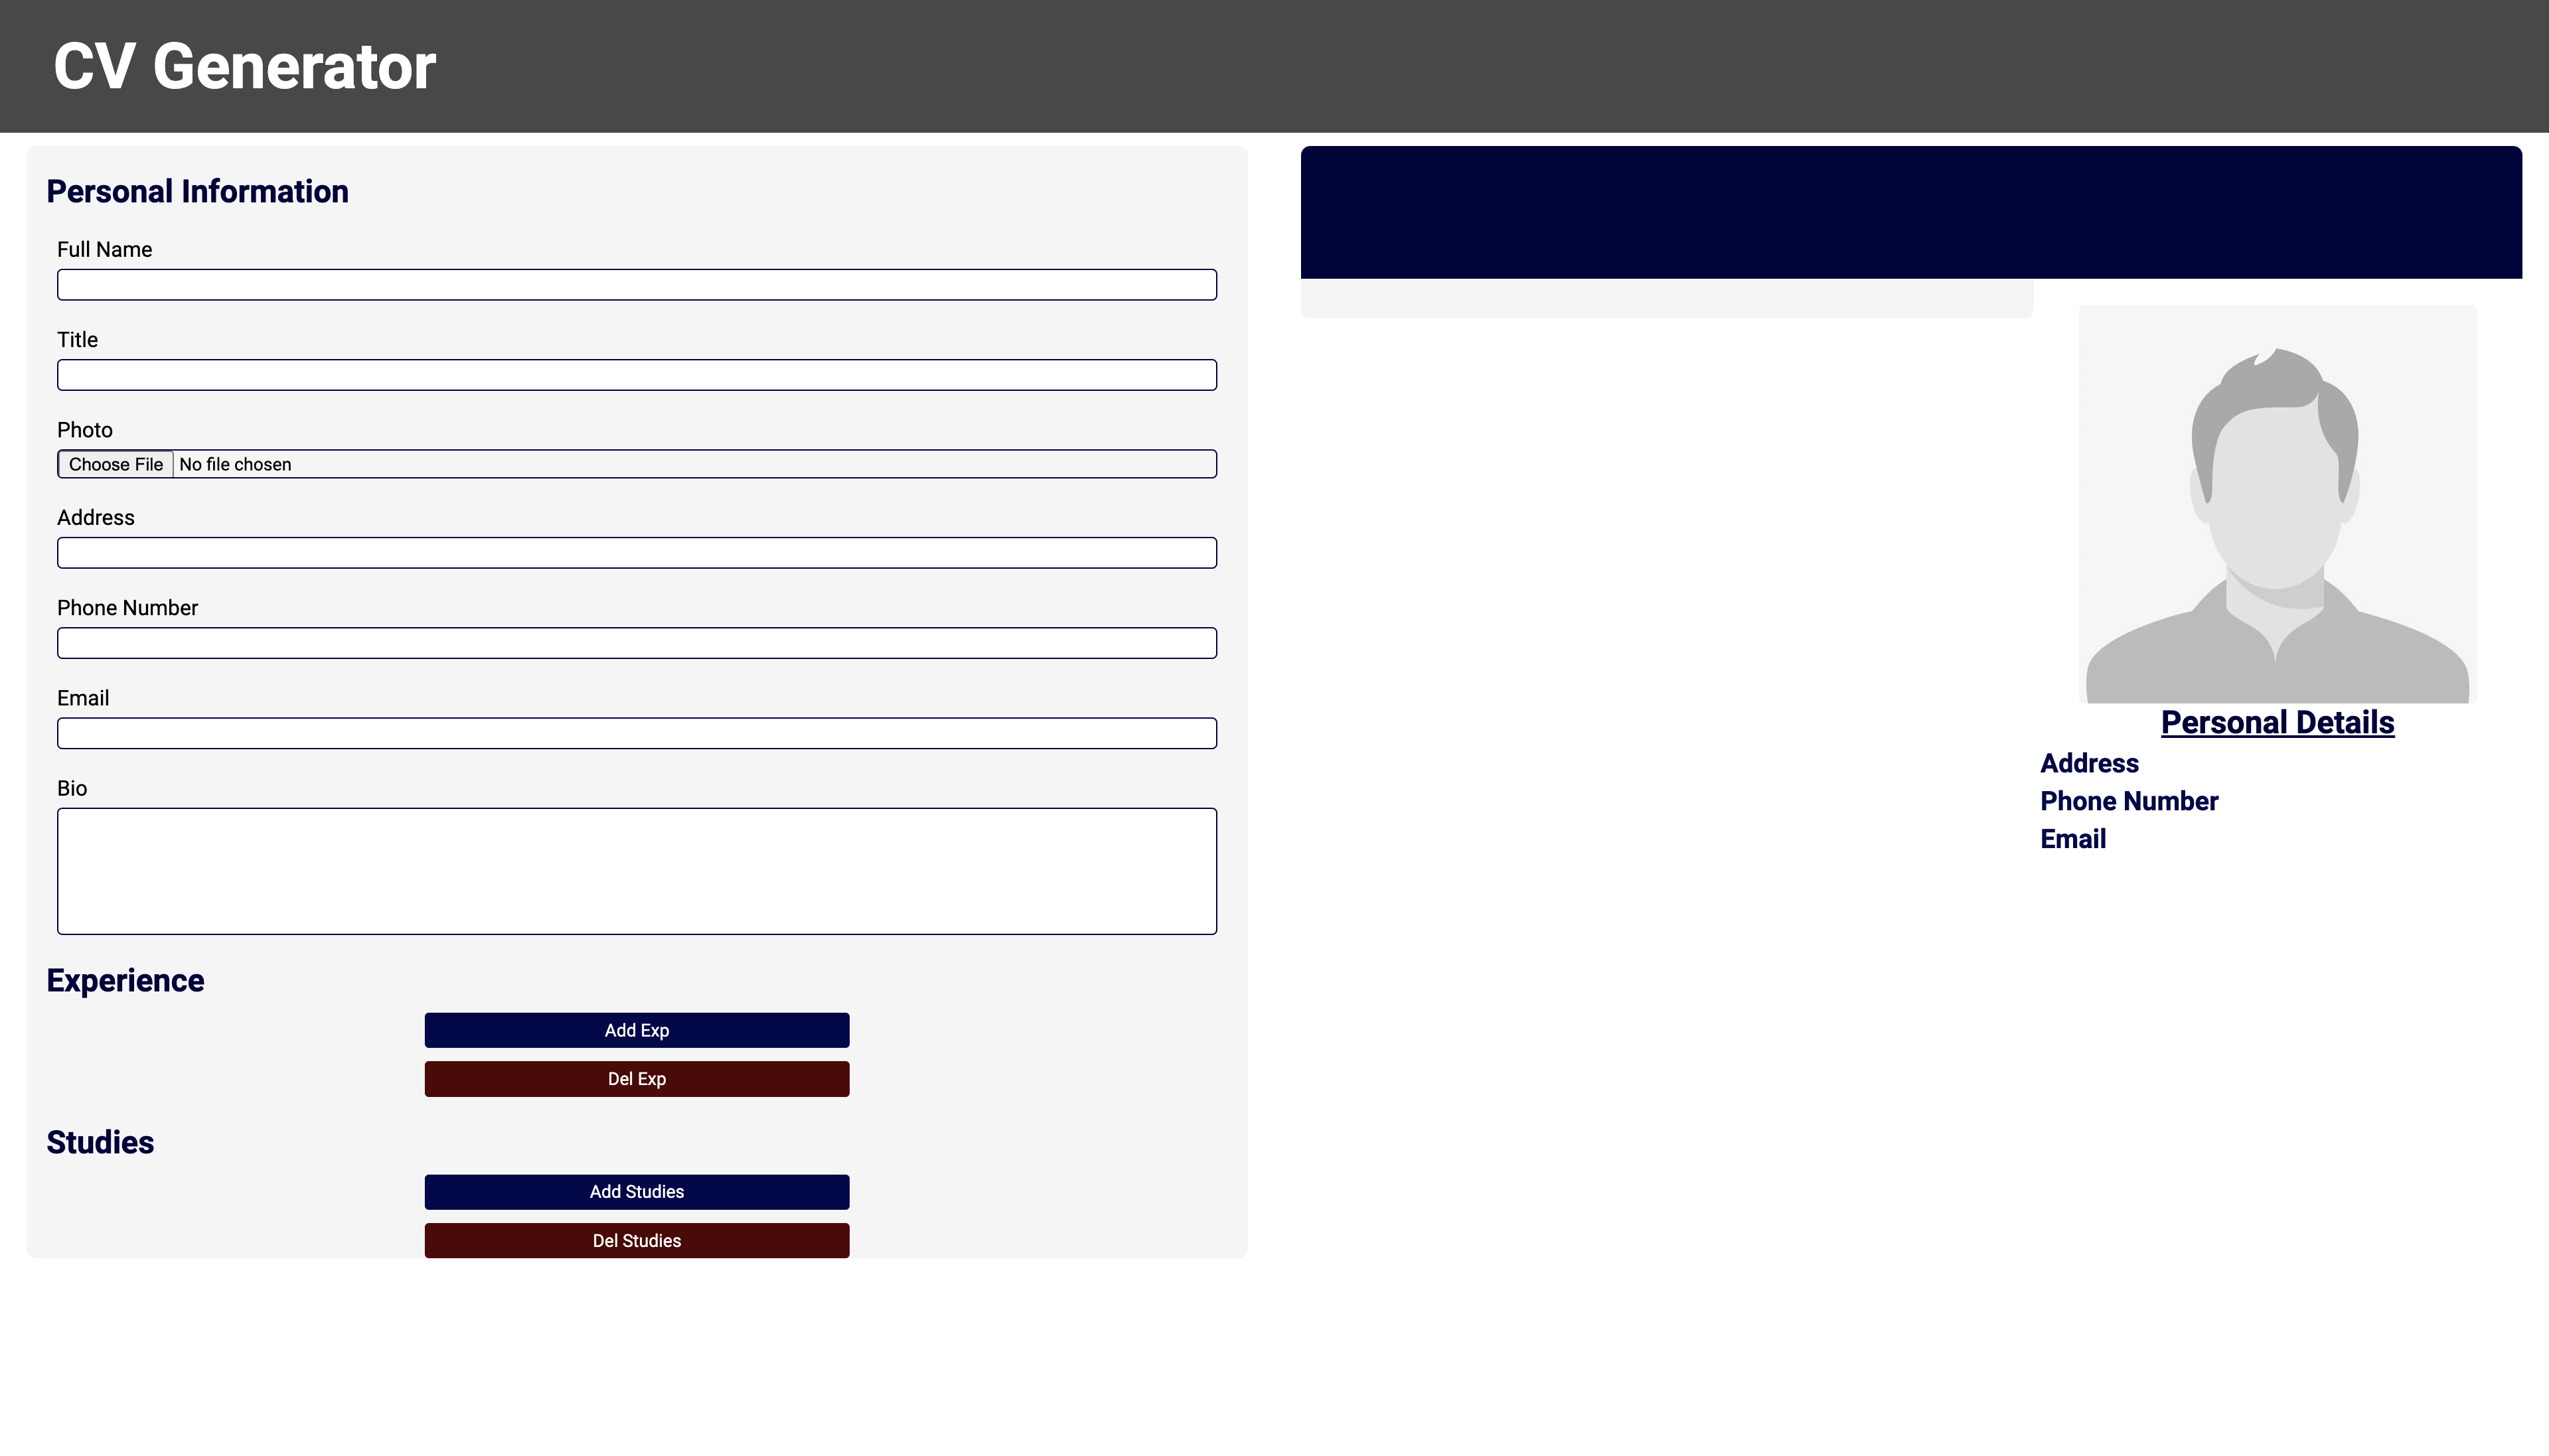 CV Generator
Personal Information
Full Name
Title
Photo
Choose File No file chosen
Address
Phone Number
Email
Bio
Experience
Add Exp
Del Exp
Studies
Add Studies
Del Studies
Personal Details
Address
Phone Number
Email